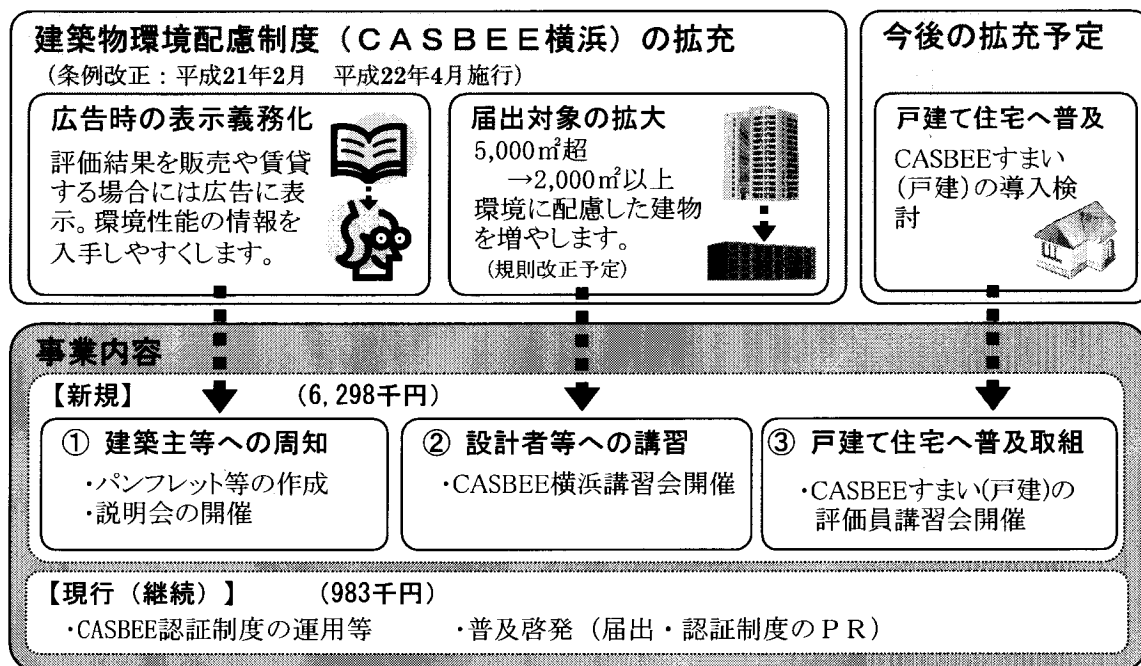 建築物環境配慮制度（ＣＡＳＢＥＥ横浜）の拡充
（条例改正：平成21年2月　平成22年4月施行）
広告時の表示義務化
評価結果を販売や賃貸
する場合には広告に表
示。環境性能の情報を
入手しやすくします。
届出対象の拡大
5,000㎡超
→2,000㎡以上
環境に配慮した建物
を増やします。
（規則改正予定）
今後の拡充予定
戸建て住宅へ普及
CASBEEすまい
(戸建)の導入検
討
事業内容
【新規】　（6,298千円）
① 建築主等への周知
・パンフレット等の作成
・説明会の開催
② 設計者等への講習
・CASBEE横浜講習会開催
③ 戸建て住宅へ普及取組
・CASBEEすまい(戸建)の
評価員講習会開催
【現行（継続）】　（983千円）
・CASBEE認証制度の運用等　・普及啓発（届出・認証制度のＰＲ）